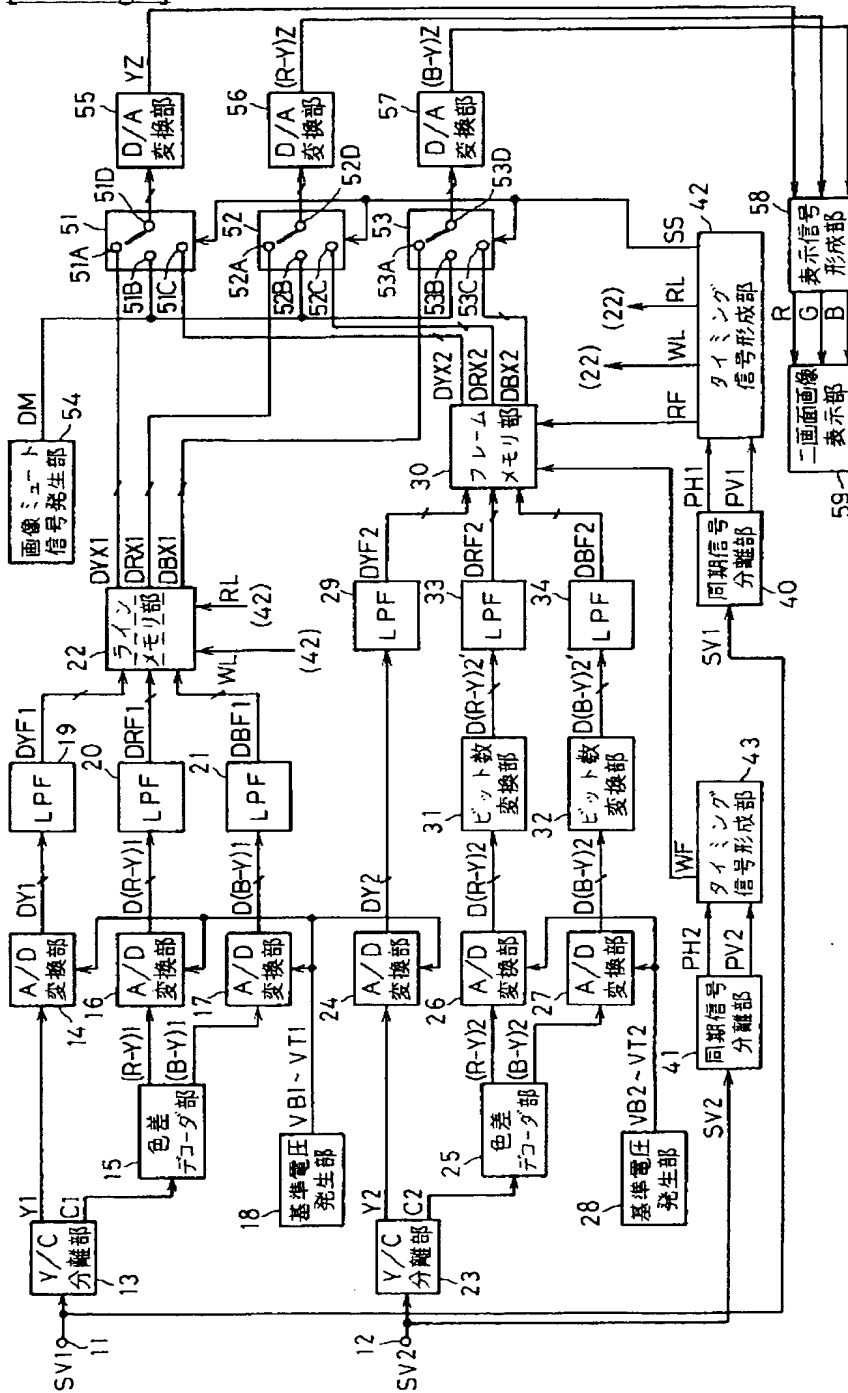 SV1
11
Y/C
分離部
13
Y1
C1
14
A/D
変換部
DY1
LPF
19
DYF1
15
色差
デコーダ部
(R-Y)1
(B-Y)1
16
A/D
変換部
D(R-Y)1
20
LPF
DRF1
17
A/D
変換部
D(B-Y)1
21
LPF
DBF1
18
基準電圧
発生部
VB1~VT1
22
ライン
メモリ部
WL
(42)
RL
(42)
DYX1
DRX1
DBX1
画像ミュート
信号発生部
54
DM
51
51A
51B
51C
51D
52
52A
52B
52C
52D
53
53A
53B
53C
53D
55
D/A
変換部
YZ
56
D/A
変換部
(R-Y)Z
57
D/A
変換部
(B-Y)Z
SV2
12
Y/C
分離部
23
Y2
C2
24
A/D
変換部
DY2
29
LPF
DYF2
25
色差
デコーダ部
(R-Y)2
(B-Y)2
26
A/D
変換部
D(R-Y)2
31
ビット数
変換部
D(R-Y)2'
33
LPF
DRF2
27
A/D
変換部
D(B-Y)2
32
ビット数
変換部
D(B-Y)2'
34
LPF
DBF2
28
基準電圧
発生部
VB2~VT2
30
フレーム
メモリ部
DYX2
DRX2
DBX2
SV2
41
同期信号
分離部
PH2
PV2
タイミング
信号形成部
43
WF
SV1
同期信号
分離部
40
PH1
PV1
タイミング
信号形成部
42
RF
WL
(22)
RL
(22)
SS
58
表示信号
形成部
R
G
B
二画面画像
表示部
59